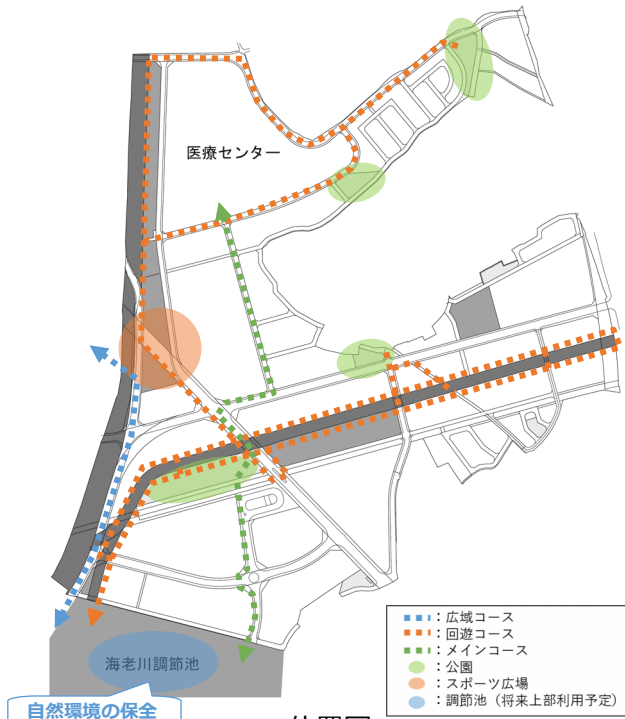 医療センター
海老川調節池
自然環境の保全
：広域コース
：回遊コース
：メインコース
：公園
：スポーツ広場
：調節池（将来上部利用予定）